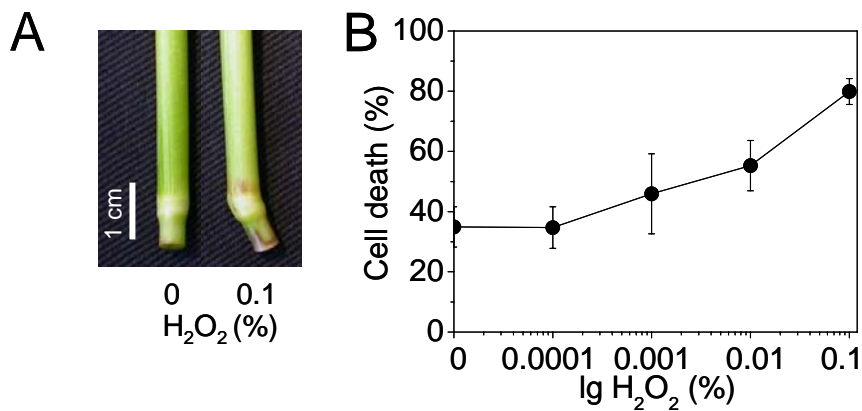 A
1 cm
0 0.1
H₂O₂ (%)
B
Cell death (%)
100
80
60
40
20
0
0 0.0001 0.001 0.01 0.1
lg H₂O₂ (%)